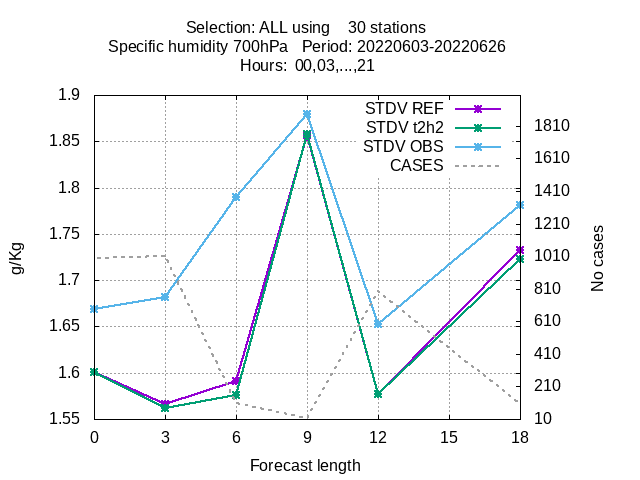 Selection: ALL using 30 stations
Specific humidity 700hPa Period: 20220603-20220626
Hours: 00,03,...,21
STDV REF
STDV t2h2
STDV OBS
CASES
g/Kg
1.9
1.85
1.8
1.75
1.7
1.65
1.6
1.55
1810
1610
1410
1210
1010
810
610
410
210
10
No cases
0 3 6 9 12 15 18
Forecast length